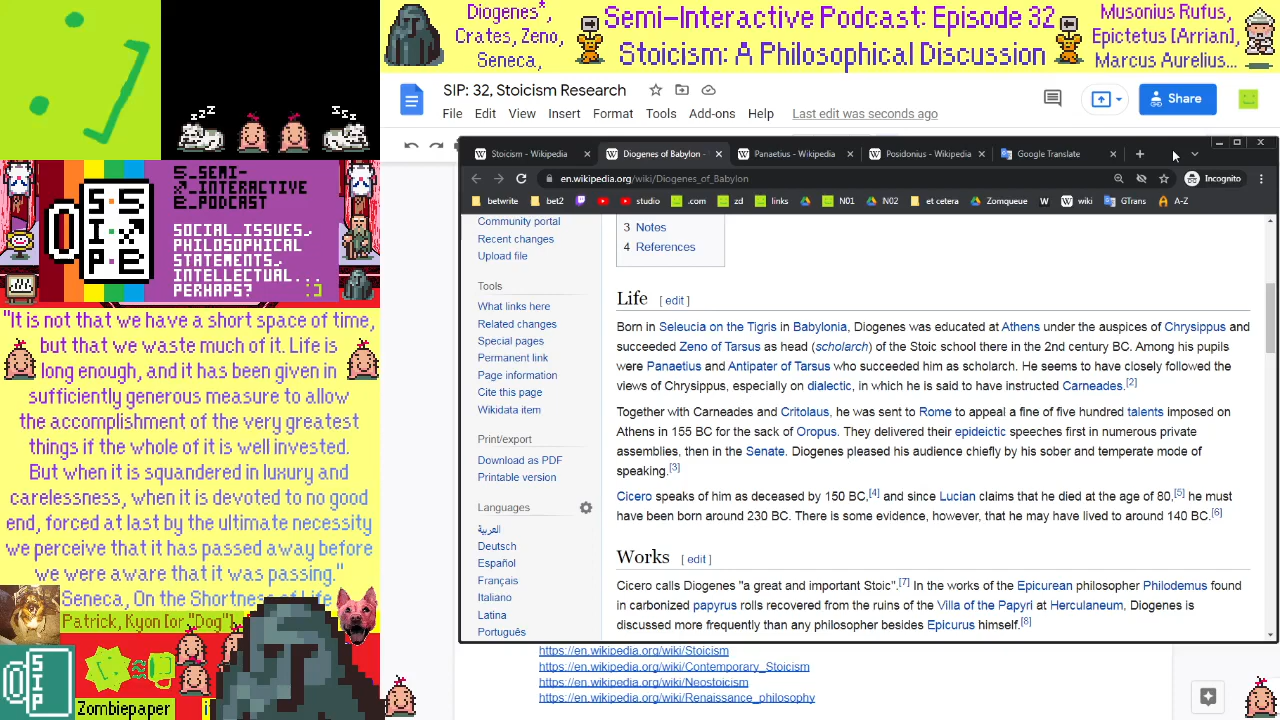 Diogenes*,
Crates, Zeno,
Seneca,
Semi-Interactive Podcast: Episode 32
Stoicism: A Philosophical Discussion
Musonius Rufus,
Epictetus [Arrian],
Marcus Aurelius...
zzZ
zzZ
S_SEMI-
_INTERACTIVE
_PODCAST
SOCIAL_ISSUES,
PHILOSOPHICAL
STATEMENTS,
INTELLECTUAL...
PERHAPS? :)
"It is not that we have a short space of time,
but that we waste much of it. Life is
long enough, and it has been given in
sufficiently generous measure to allow
the accomplishment of the very greatest
things if the whole of it is well invested.
But when it is squandered in luxury and
carelessness, when it is devoted to no good
end, forced at last by the ultimate necessity
we perceive that it has passed away before
we were aware that it was passing."
Seneca, On the Shortness of Life
Patrick, Kyon [or "Dog"]
SIP
Zombiepaper
SIP: 32, Stoicism Research
File Edit View Insert Format Tools Add-ons Help Last edit was seconds ago
Share
Stoicism - Wikipedia
Diogenes of Babylon -
Panaetius - Wikipedia
Posidonius - Wikipedia
Google Translate
en.wikipedia.org/wiki/Diogenes_of_Babylon
Incognito
betwrite bet2 studio .com zd links N01 N02 et cetera Zomqueue wiki GTrans A-Z
Community portal
Recent changes
Upload file
Tools
What links here
Related changes
Special pages
Permanent link
Page information
Cite this page
Wikidata item
Print/export
Download as PDF
Printable version
Languages
العربية
Deutsch
Español
Français
Italiano
Latina
Português
3 Notes
4 References
Life [ edit ]
Born in Seleucia on the Tigris in Babylonia, Diogenes was educated at Athens under the auspices of Chrysippus and
succeeded Zeno of Tarsus as head (scholarch) of the Stoic school there in the 2nd century BC. Among his pupils
were Panaetius and Antipater of Tarsus who succeeded him as scholarch. He seems to have closely followed the
views of Chrysippus, especially on dialectic, in which he is said to have instructed Carneades.[2]
Together with Carneades and Critolaus, he was sent to Rome to appeal a fine of five hundred talents imposed on
Athens in 155 BC for the sack of Oropus. They delivered their epideictic speeches first in numerous private
assemblies, then in the Senate. Diogenes pleased his audience chiefly by his sober and temperate mode of
speaking.[3]
Cicero speaks of him as deceased by 150 BC,[4] and since Lucian claims that he died at the age of 80,[5] he must
have been born around 230 BC. There is some evidence, however, that he may have lived to around 140 BC.[6]
Works [ edit ]
Cicero calls Diogenes "a great and important Stoic".[7] In the works of the Epicurean philosopher Philodemus found
in carbonized papyrus rolls recovered from the ruins of the Villa of the Papyri at Herculaneum, Diogenes is
discussed more frequently than any philosopher besides Epicurus himself.[8]
https://en.wikipedia.org/wiki/Stoicism
https://en.wikipedia.org/wiki/Contemporary_Stoicism
https://en.wikipedia.org/wiki/Neostoicism
https://en.wikipedia.org/wiki/Renaissance_philosophy